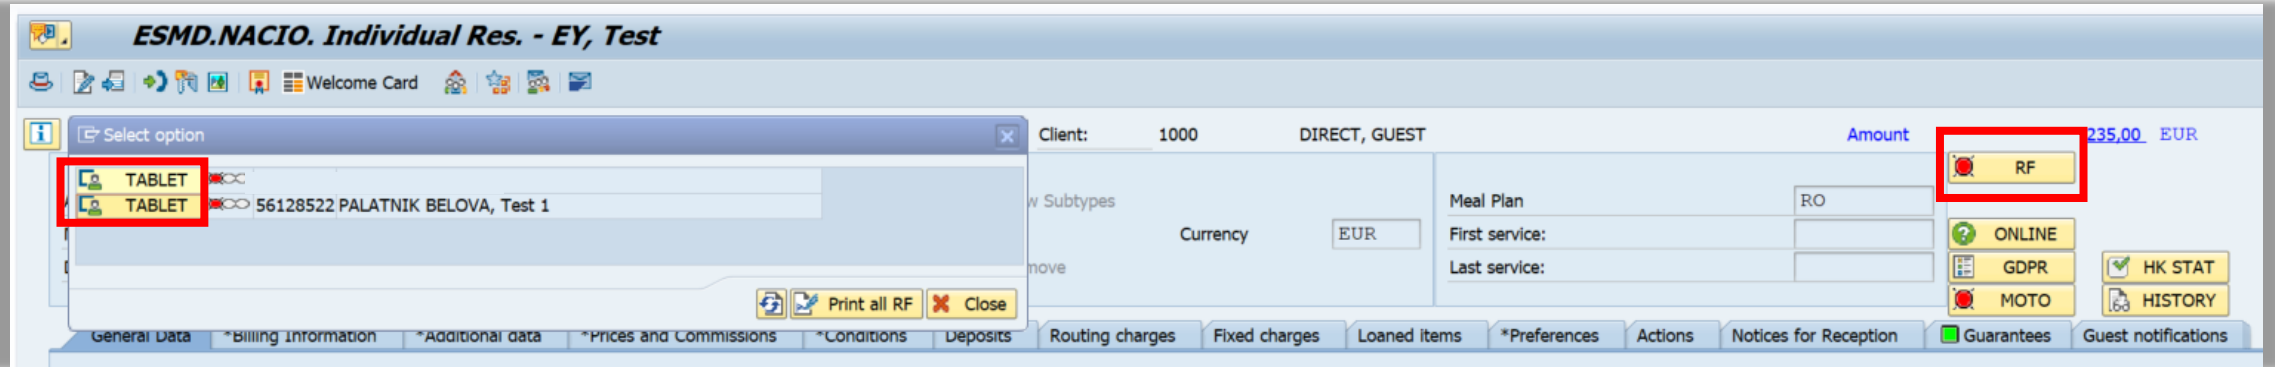 ESMD.NACIO. Individual Res. - EY, Test
Welcome Card
Select option
Client: 1000 DIRECT, GUEST Amount 235,00 EUR
TABLET
RF
TABLET 56128522 PALATNIK BELOVA, Test 1
Subtypes Meal Plan RO
Currency EUR First service: ONLINE
Last service: GDPR HK STAT
Print all RF Close MOTO HISTORY
General Data *Billing Information *Additional data *Prices and Commissions *Conditions Deposits Routing charges Fixed charges Loaned items *Preferences Actions Notices for Reception Guarantees Guest notifications